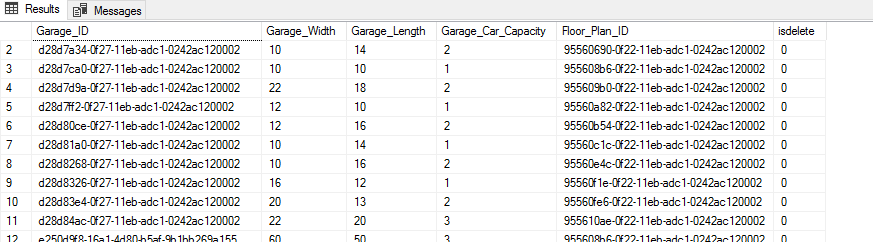 Results Messages
Garage_ID Garage_Width Garage_Length Garage_Car_Capacity Floor_Plan_ID isdelete
2 d28d7a34-0f27-11eb-adc1-0242ac120002 10 14 2 95560690-0f22-11eb-adc1-0242ac120002 0
3 d28d7ca0-0f27-11eb-adc1-0242ac120002 10 10 1 955608b6-0f22-11eb-adc1-0242ac120002 0
4 d28d7d9a-0f27-11eb-adc1-0242ac120002 22 18 2 955609b0-0f22-11eb-adc1-0242ac120002 0
5 d28d7ff2-0f27-11eb-adc1-0242ac120002 12 10 1 95560a82-0f22-11eb-adc1-0242ac120002 0
6 d28d80ce-0f27-11eb-adc1-0242ac120002 12 16 2 95560b54-0f22-11eb-adc1-0242ac120002 0
7 d28d81a0-0f27-11eb-adc1-0242ac120002 10 14 1 95560c1c-0f22-11eb-adc1-0242ac120002 0
8 d28d8268-0f27-11eb-adc1-0242ac120002 10 16 2 95560e4c-0f22-11eb-adc1-0242ac120002 0
9 d28d8326-0f27-11eb-adc1-0242ac120002 16 12 1 95560f1e-0f22-11eb-adc1-0242ac120002 0
10 d28d83e4-0f27-11eb-adc1-0242ac120002 20 13 2 95560fe6-0f22-11eb-adc1-0242ac120002 0
11 d28d84ac-0f27-11eb-adc1-0242ac120002 22 20 3 955610ae-0f22-11eb-adc1-0242ac120002 0
12 e250d9f8-16a1-4d80-b5af-9b1bb269a155 60 50 3 955608b6-0f22-11eb-adc1-0242ac120002 0